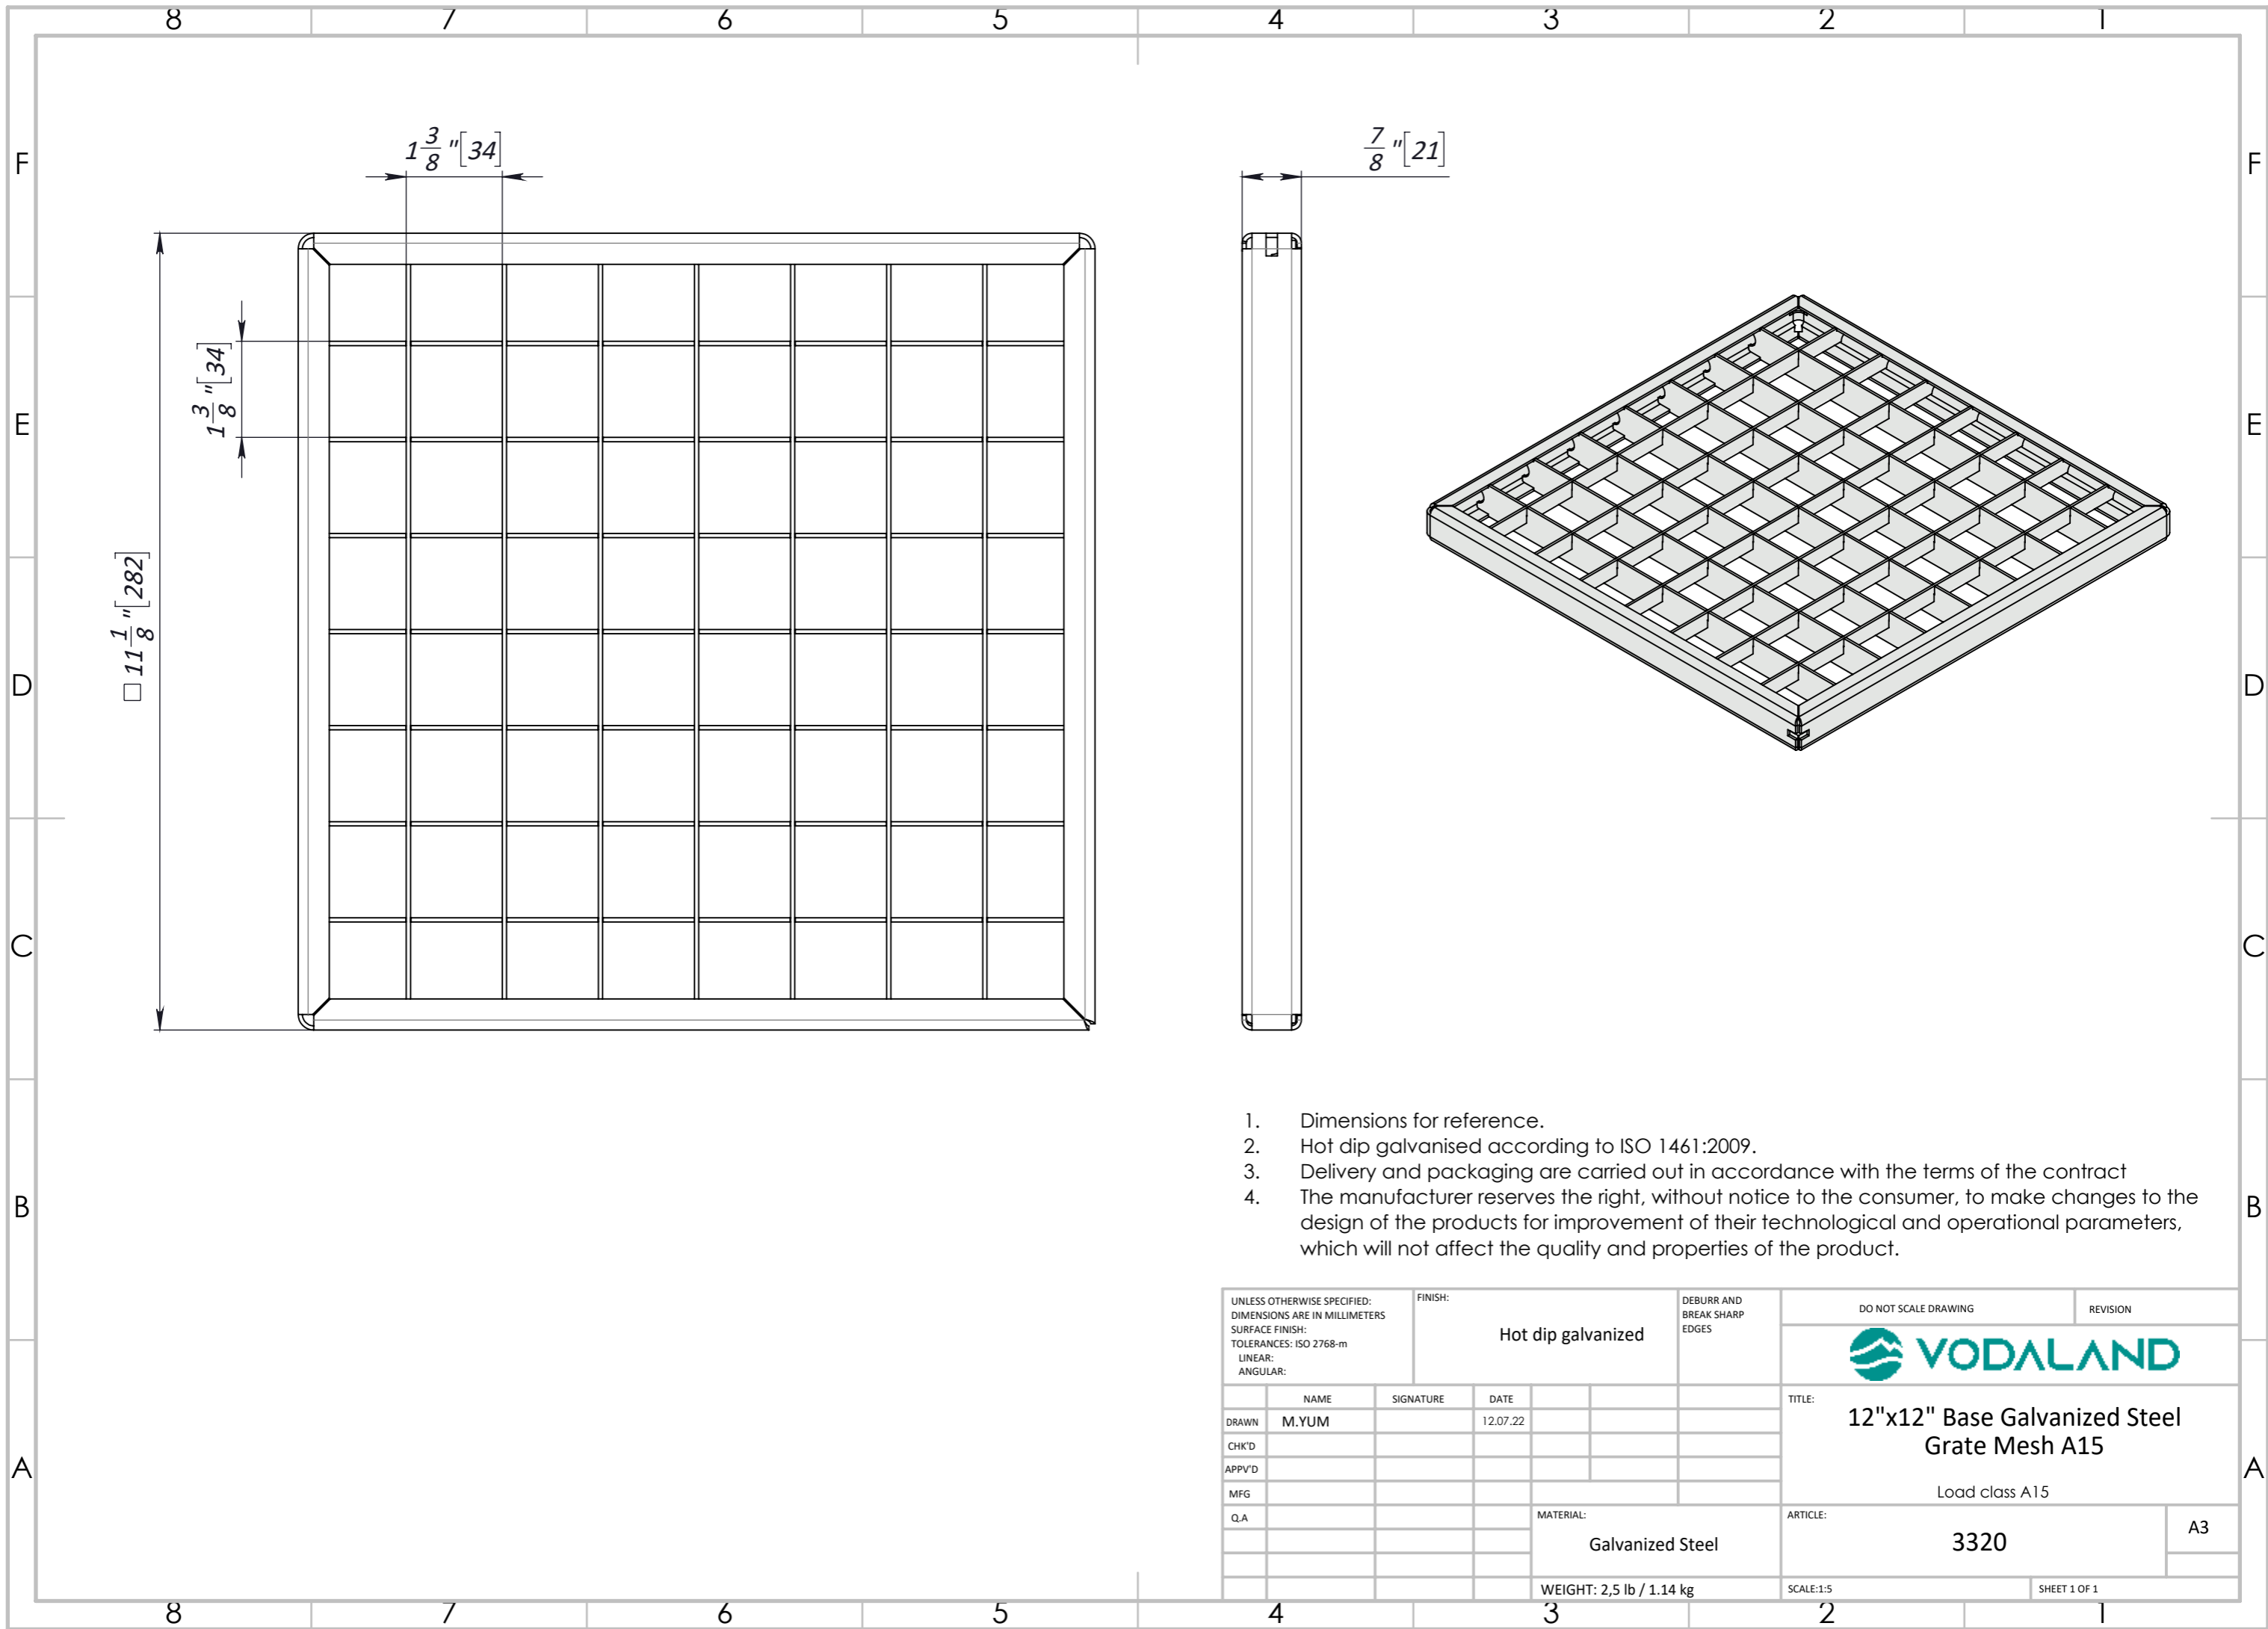 8 7 6 5 4 3 2 1
F F
E E
D D
C C
B B
A A
1 3/8 "[34]
7/8 "[21]
1 3/8 "[34]
□ 11 1/8 "[282]
1. Dimensions for reference.
2. Hot dip galvanised according to ISO 1461:2009.
3. Delivery and packaging are carried out in accordance with the terms of the contract
4. The manufacturer reserves the right, without notice to the consumer, to make changes to the
design of the products for improvement of their technological and operational parameters,
which will not affect the quality and properties of the product.
UNLESS OTHERWISE SPECIFIED:
DIMENSIONS ARE IN MILLIMETERS
SURFACE FINISH:
TOLERANCES: ISO 2768-m
LINEAR:
ANGULAR:
FINISH:
Hot dip galvanized
DEBURR AND
BREAK SHARP
EDGES
DO NOT SCALE DRAWING
REVISION
VODALAND
NAME SIGNATURE DATE
DRAWN M.YUM 12.07.22
CHK'D
APPV'D
MFG
Q.A
TITLE:
12"x12" Base Galvanized Steel
Grate Mesh A15
Load class A15
MATERIAL:
Galvanized Steel
ARTICLE:
3320
A3
WEIGHT: 2,5 lb / 1.14 kg
SCALE:1:5
SHEET 1 OF 1
8 7 6 5 4 3 2 1